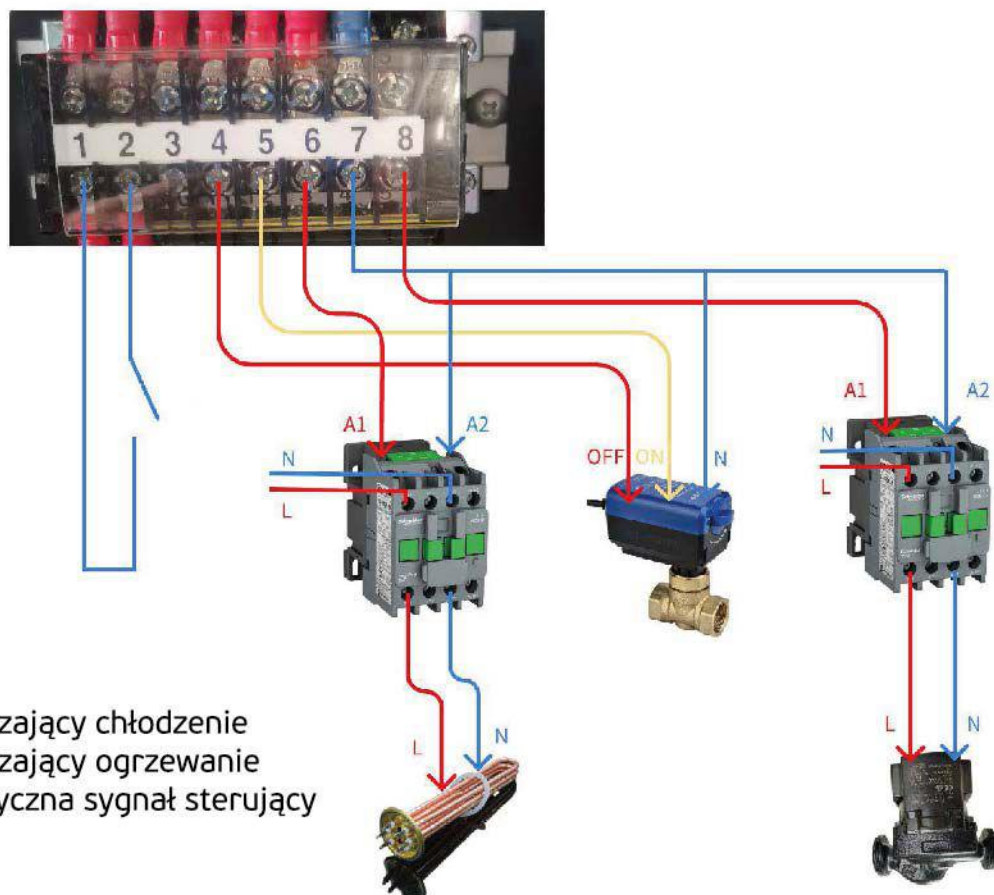 1 2 3 4 5 6 7 8
A1 A2
N
L
OFF ON N
A1 A2
N
L
L N
L N
zający chłodzenie
zający ogrzewanie
yczna sygnał sterujący